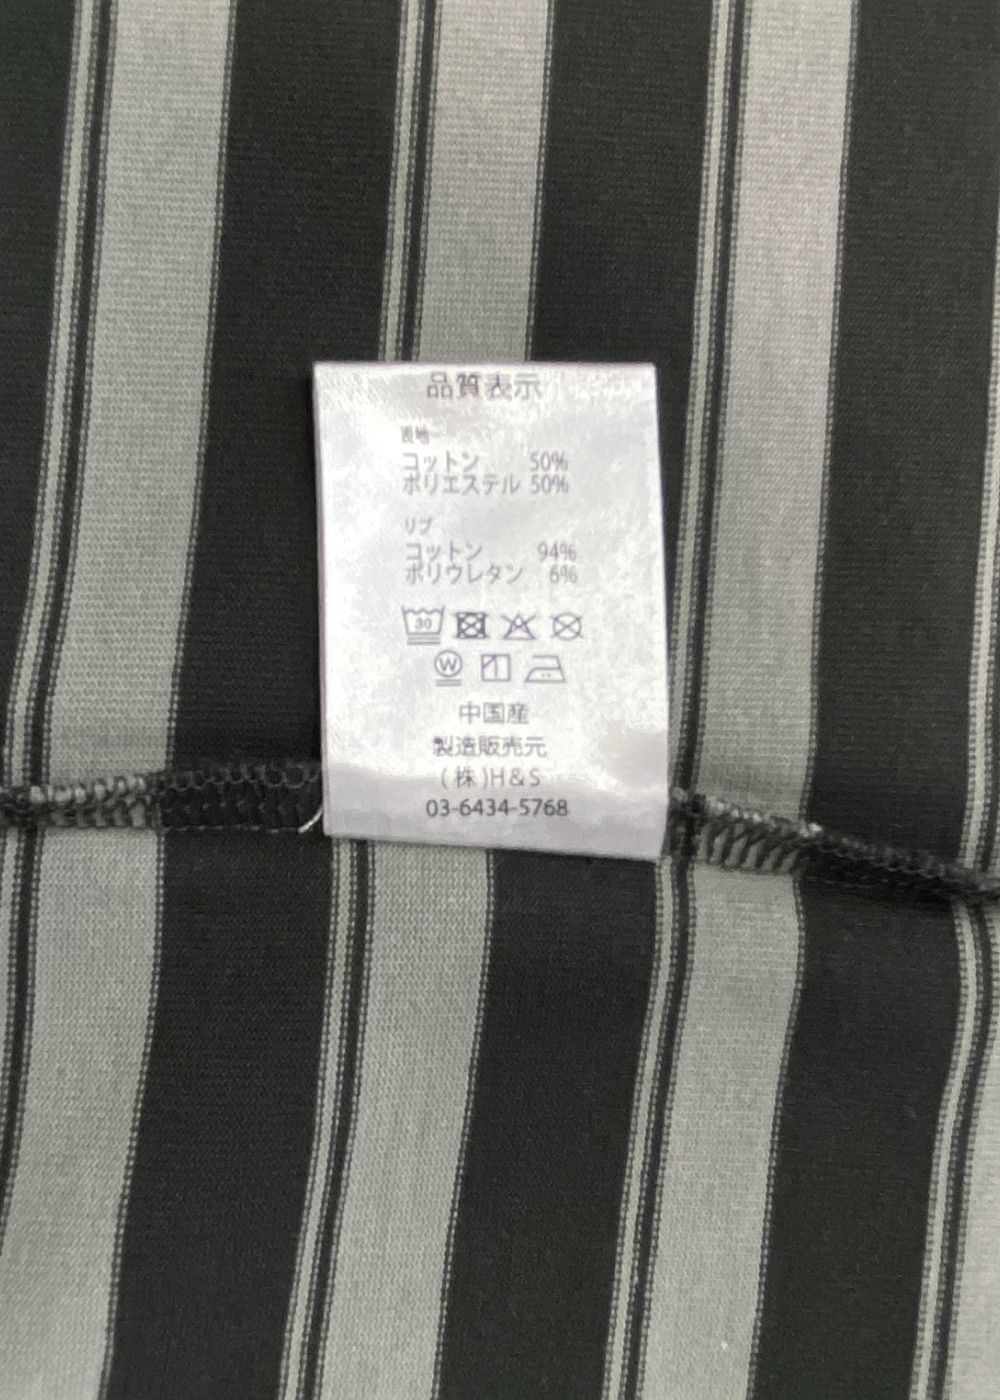 品質表示
表地
コットン 50%
ポリエステル 50%
リブ
コットン 94%
ポリウレタン 6%
30
W
中国産
製造販売元
(株)H&S
03-6434-5768